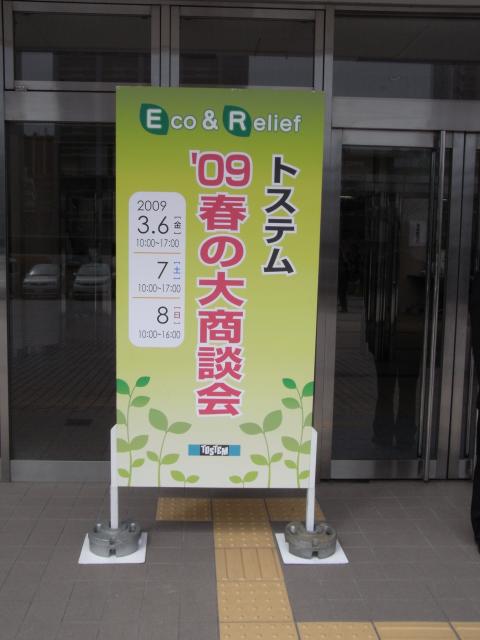 Eco & Relief
トステム
'09春の大商談会
2009
3.6[金]
10:00~17:00
7[土]
10:00~17:00
8[日]
10:00~16:00
TOSTEM